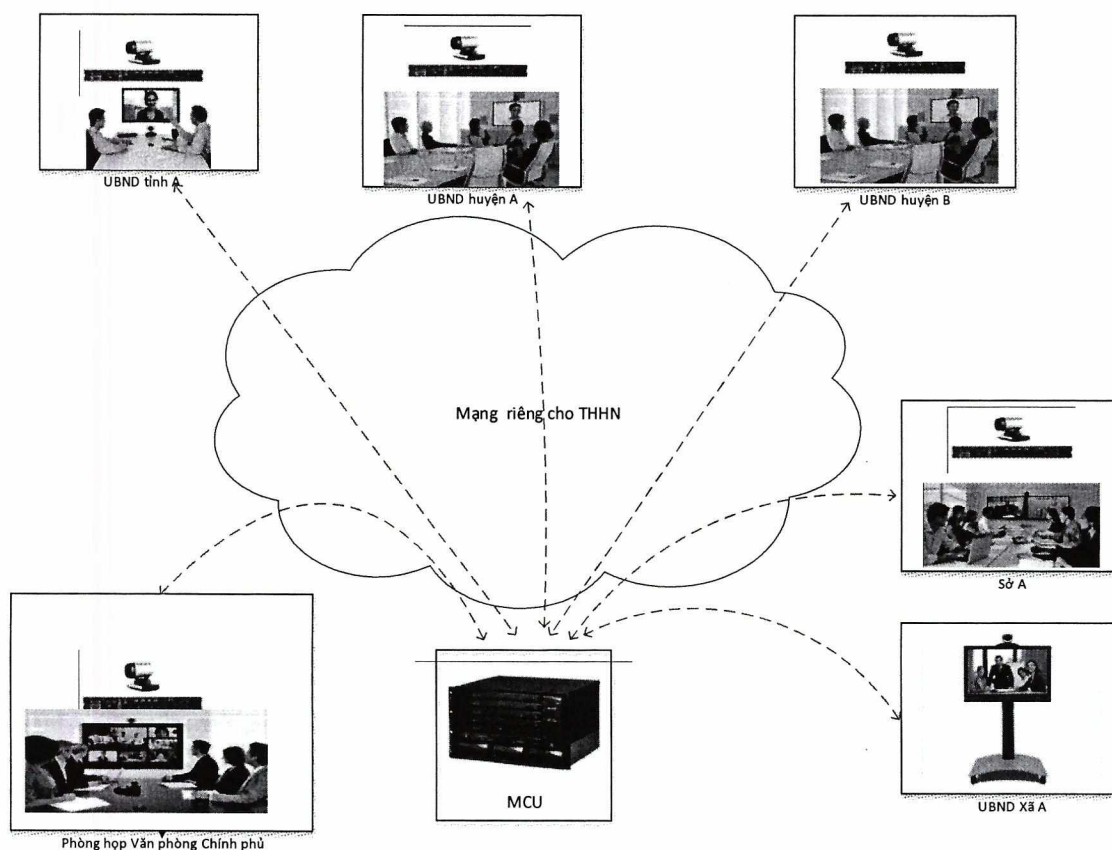 UBND tỉnh A
UBND huyện A
UBND huyện B
Mạng riêng cho THHN
Sở A
MCU
UBND Xã A
Phòng họp Văn phòng Chính phủ